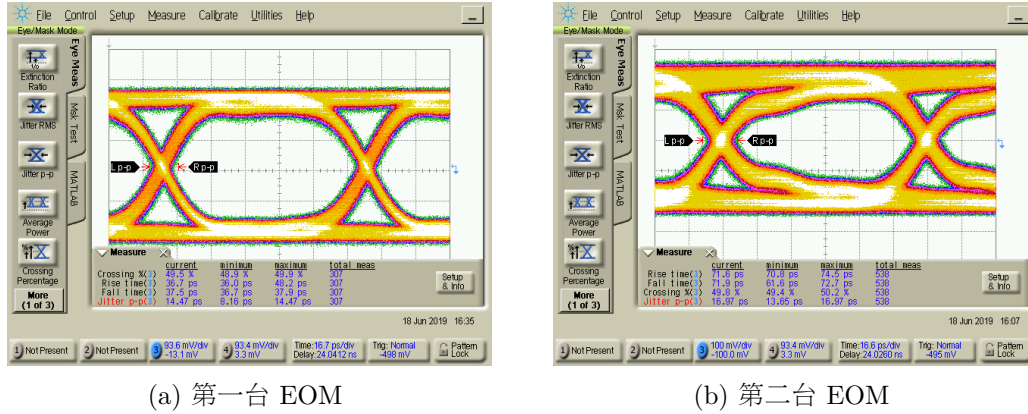 File Control Setup Measure Calibrate Utilities Help
Eye/Mask Mode
Extinction
Ratio
Jitter RMS
Jitter p-p
Average
Power
Crossing
Percentage
More
(1 of 3)
Eye Meas
Msk Test
MATLAB
L p-p
R p-p
Measure
current minimum maximum total meas
Crossing %(3) 49.5 % 48.9 % 49.9 % 307
Rise time(3) 36.7 ps 36.0 ps 48.2 ps 307
Fall time(3) 37.5 ps 36.7 ps 37.9 ps 307
Jitter p-p(3) 14.47 ps 8.16 ps 14.47 ps 307
Setup
& Info
18 Jun 2019 16:35
1 Not Present
2 Not Present
3 93.6 mV/div
-13.1 mV
4 93.4 mV/div
3.3 mV
Time:16.7 ps/div
Delay:24.0412 ns
Trig: Normal
-498 mV
Pattern
Lock
(a) 第一台 EOM
File Control Setup Measure Calibrate Utilities Help
Eye/Mask Mode
Extinction
Ratio
Jitter RMS
Jitter p-p
Average
Power
Crossing
Percentage
More
(1 of 3)
Eye Meas
Msk Test
MATLAB
L p-p
R p-p
Measure
current minimum maximum total meas
Rise time(3) 71.6 ps 70.8 ps 74.5 ps 538
Fall time(3) 71.9 ps 61.6 ps 72.7 ps 538
Crossing %(3) 49.8 % 49.4 % 50.2 % 538
Jitter p-p(3) 16.97 ps 13.65 ps 16.97 ps 538
Setup
& Info
18 Jun 2019 16:07
1 Not Present
2 Not Present
3 100 mV/div
-100.0 mV
4 93.4 mV/div
3.3 mV
Time:16.6 ps/div
Delay:24.0260 ns
Trig: Normal
-495 mV
Pattern
Lock
(b) 第二台 EOM